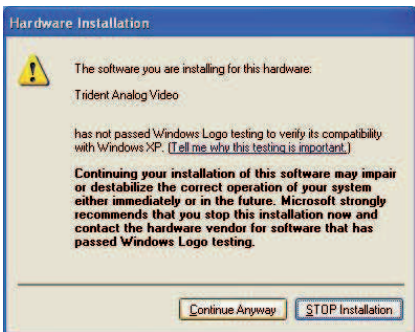 Hardware Installation
The software you are installing for this hardware:
Trident Analog Video
has not passed Windows Logo testing to verify its compatibility
with Windows XP. (Tell me why this testing is important.)
Continuing your installation of this software may impair
or destabilize the correct operation of your system
either immediately or in the future. Microsoft strongly
recommends that you stop this installation now and
contact the hardware vendor for software that has
passed Windows Logo testing.
Continue Anyway
STOP Installation